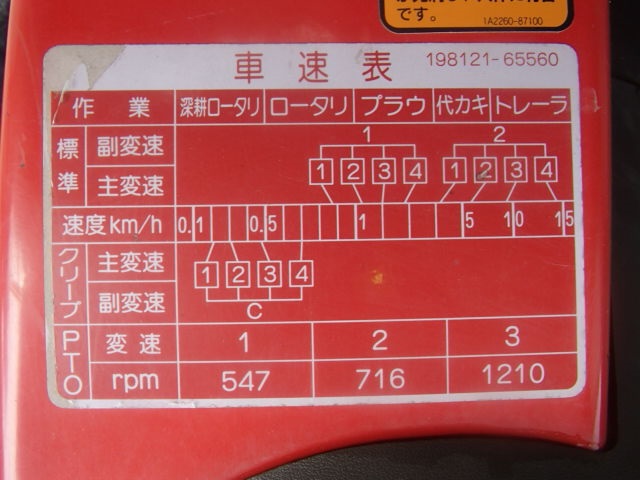 です。
1A2260-87100
車速表 198121-65560
作業 深耕ロータリ ロータリ プラウ 代カキ トレーラ
標準 副変速 1 2
主変速 1 2 3 4 1 2 3 4
速度km/h 0.1 0.5 1 5 10 15
クリープ 主変速 1 2 3 4
副変速 C
PTO 変速 1 2 3
rpm 547 716 1210